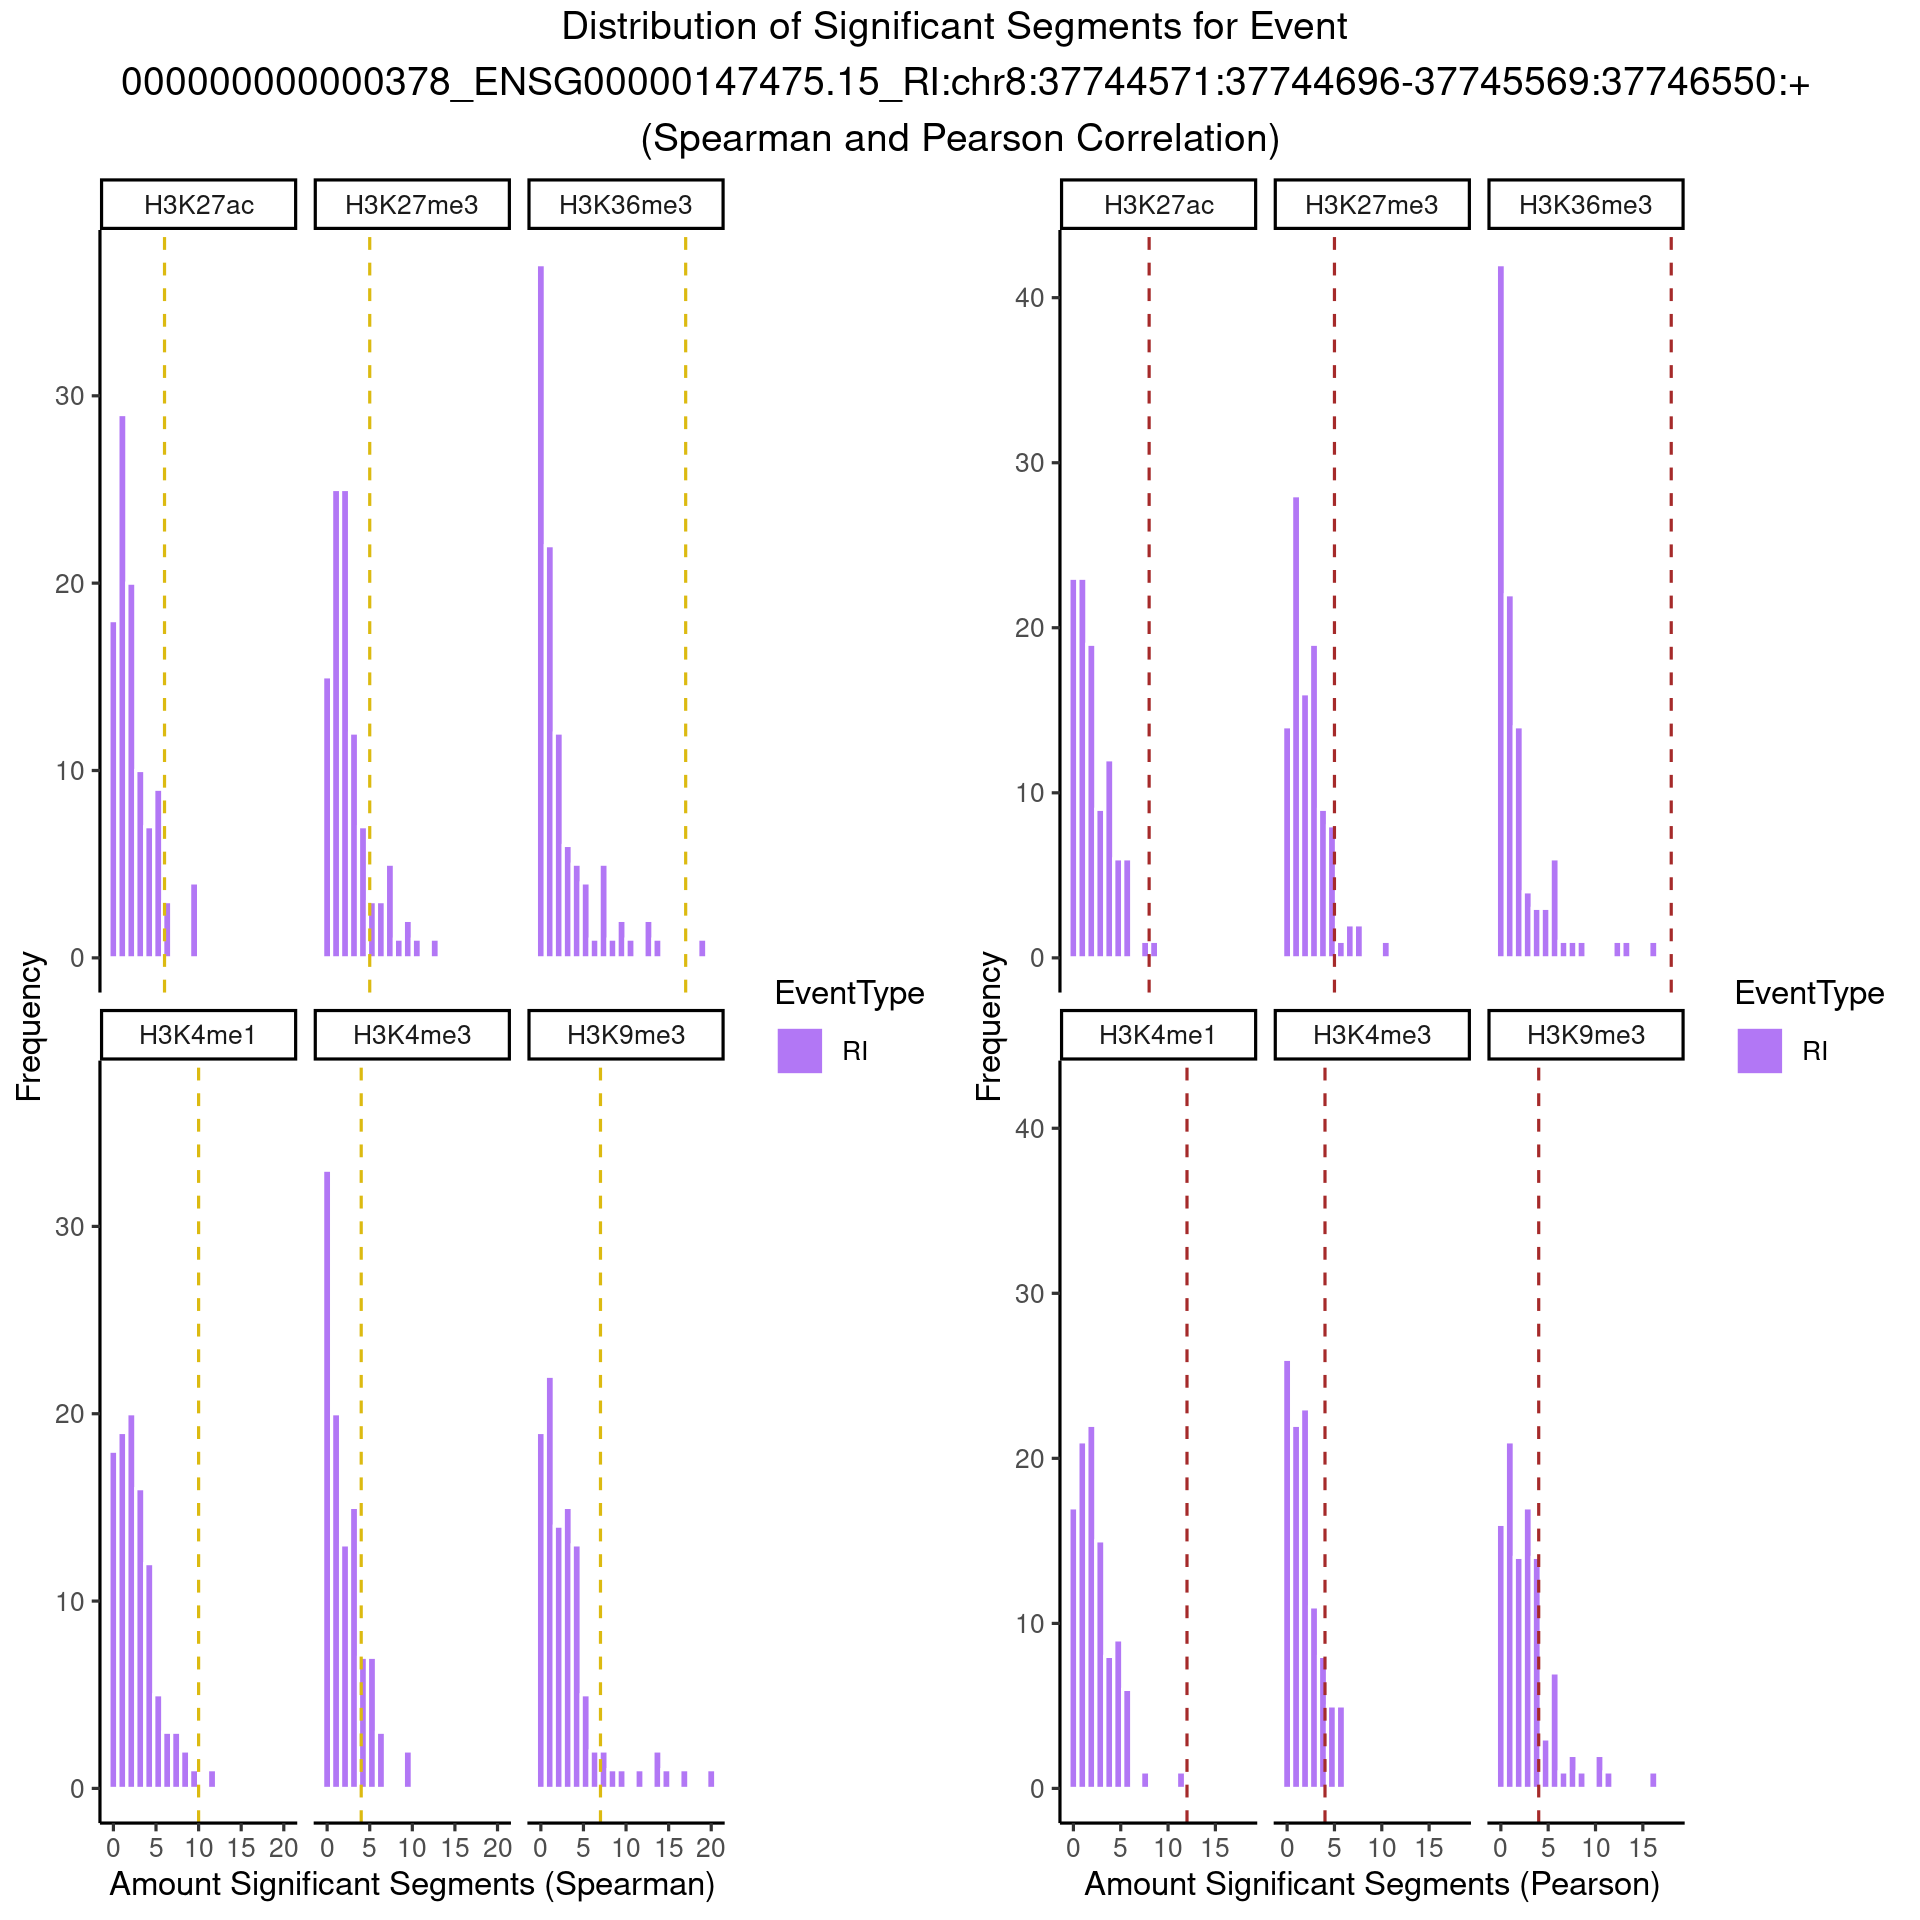 Distribution of Significant Segments for Event
000000000000378_ENSG00000147475.15_RI:chr8:37744571:37744696-37745569:37746550:+
(Spearman and Pearson Correlation)
H3K27ac
H3K27me3
H3K36me3
30
20
10
0
H3K4me1
H3K4me3
H3K9me3
30
20
10
0
0 5 10 15 20
0 5 10 15 20
0 5 10 15 20
Frequency
Amount Significant Segments (Spearman)
EventType
RI
H3K27ac
H3K27me3
H3K36me3
40
30
20
10
0
H3K4me1
H3K4me3
H3K9me3
40
30
20
10
0
0 5 10 15
0 5 10 15
0 5 10 15
Frequency
Amount Significant Segments (Pearson)
EventType
RI